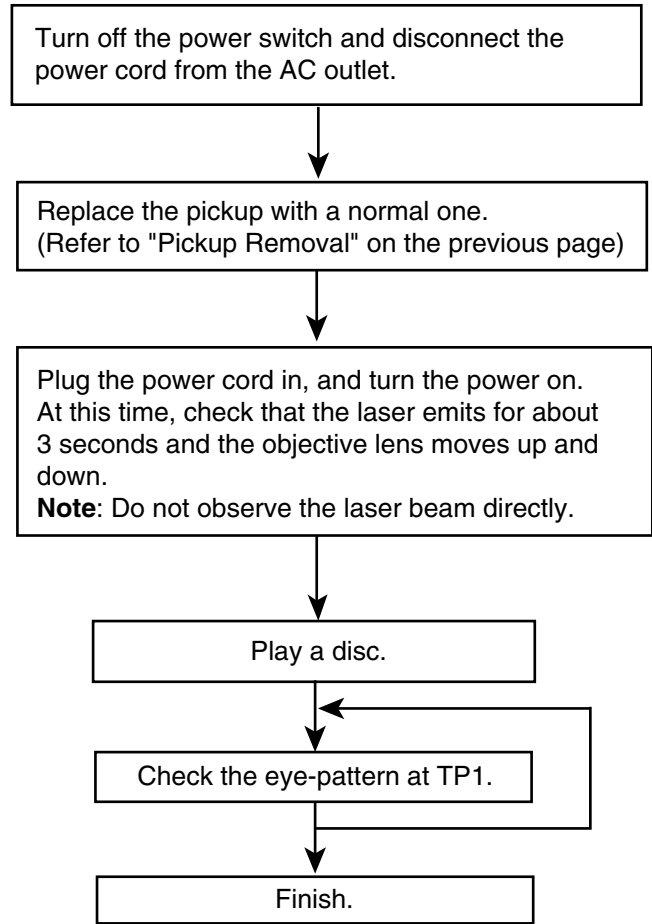 Turn off the power switch and disconnect the
power cord from the AC outlet.
Replace the pickup with a normal one.
(Refer to "Pickup Removal" on the previous page)
Plug the power cord in, and turn the power on.
At this time, check that the laser emits for about
3 seconds and the objective lens moves up and
down.
Note: Do not observe the laser beam directly.
Play a disc.
Check the eye-pattern at TP1.
Finish.